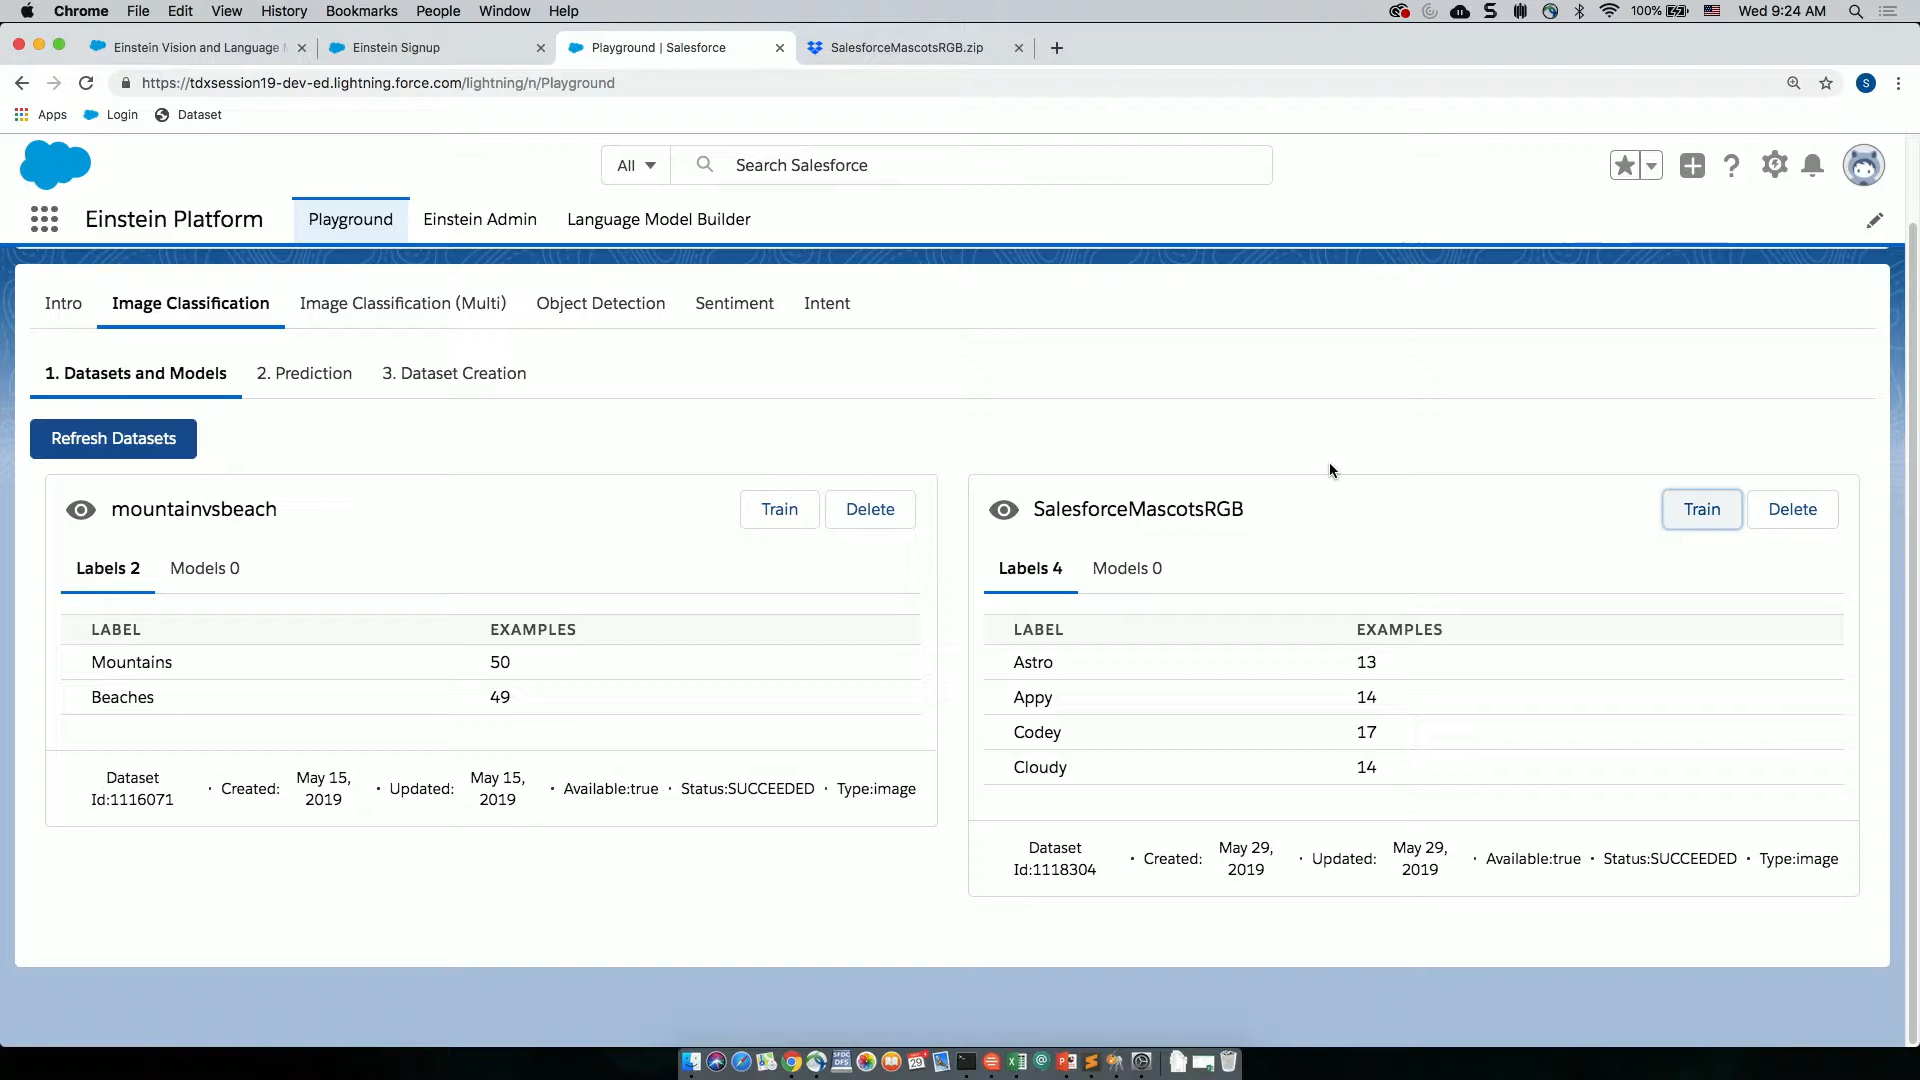 Chrome File Edit View History Bookmarks People Window Help
100% Wed 9:24 AM
Einstein Vision and Language
Einstein Signup
Playground | Salesforce
SalesforceMascotsRGB.zip
https://tdxsession19-dev-ed.lightning.force.com/lightning/n/Playground
S
Apps Login Dataset
All Search Salesforce
Einstein Platform Playground Einstein Admin Language Model Builder
Intro Image Classification Image Classification (Multi) Object Detection Sentiment Intent
1. Datasets and Models 2. Prediction 3. Dataset Creation
Refresh Datasets
mountainvsbeach Train Delete
Labels 2 Models 0
LABEL EXAMPLES
Mountains 50
Beaches 49
Dataset Id:1116071 · Created: May 15, 2019 · Updated: May 15, 2019 · Available:true · Status:SUCCEEDED · Type:image
SalesforceMascotsRGB Train Delete
Labels 4 Models 0
LABEL EXAMPLES
Astro 13
Appy 14
Codey 17
Cloudy 14
Dataset Id:1118304 · Created: May 29, 2019 · Updated: May 29, 2019 · Available:true · Status:SUCCEEDED · Type:image